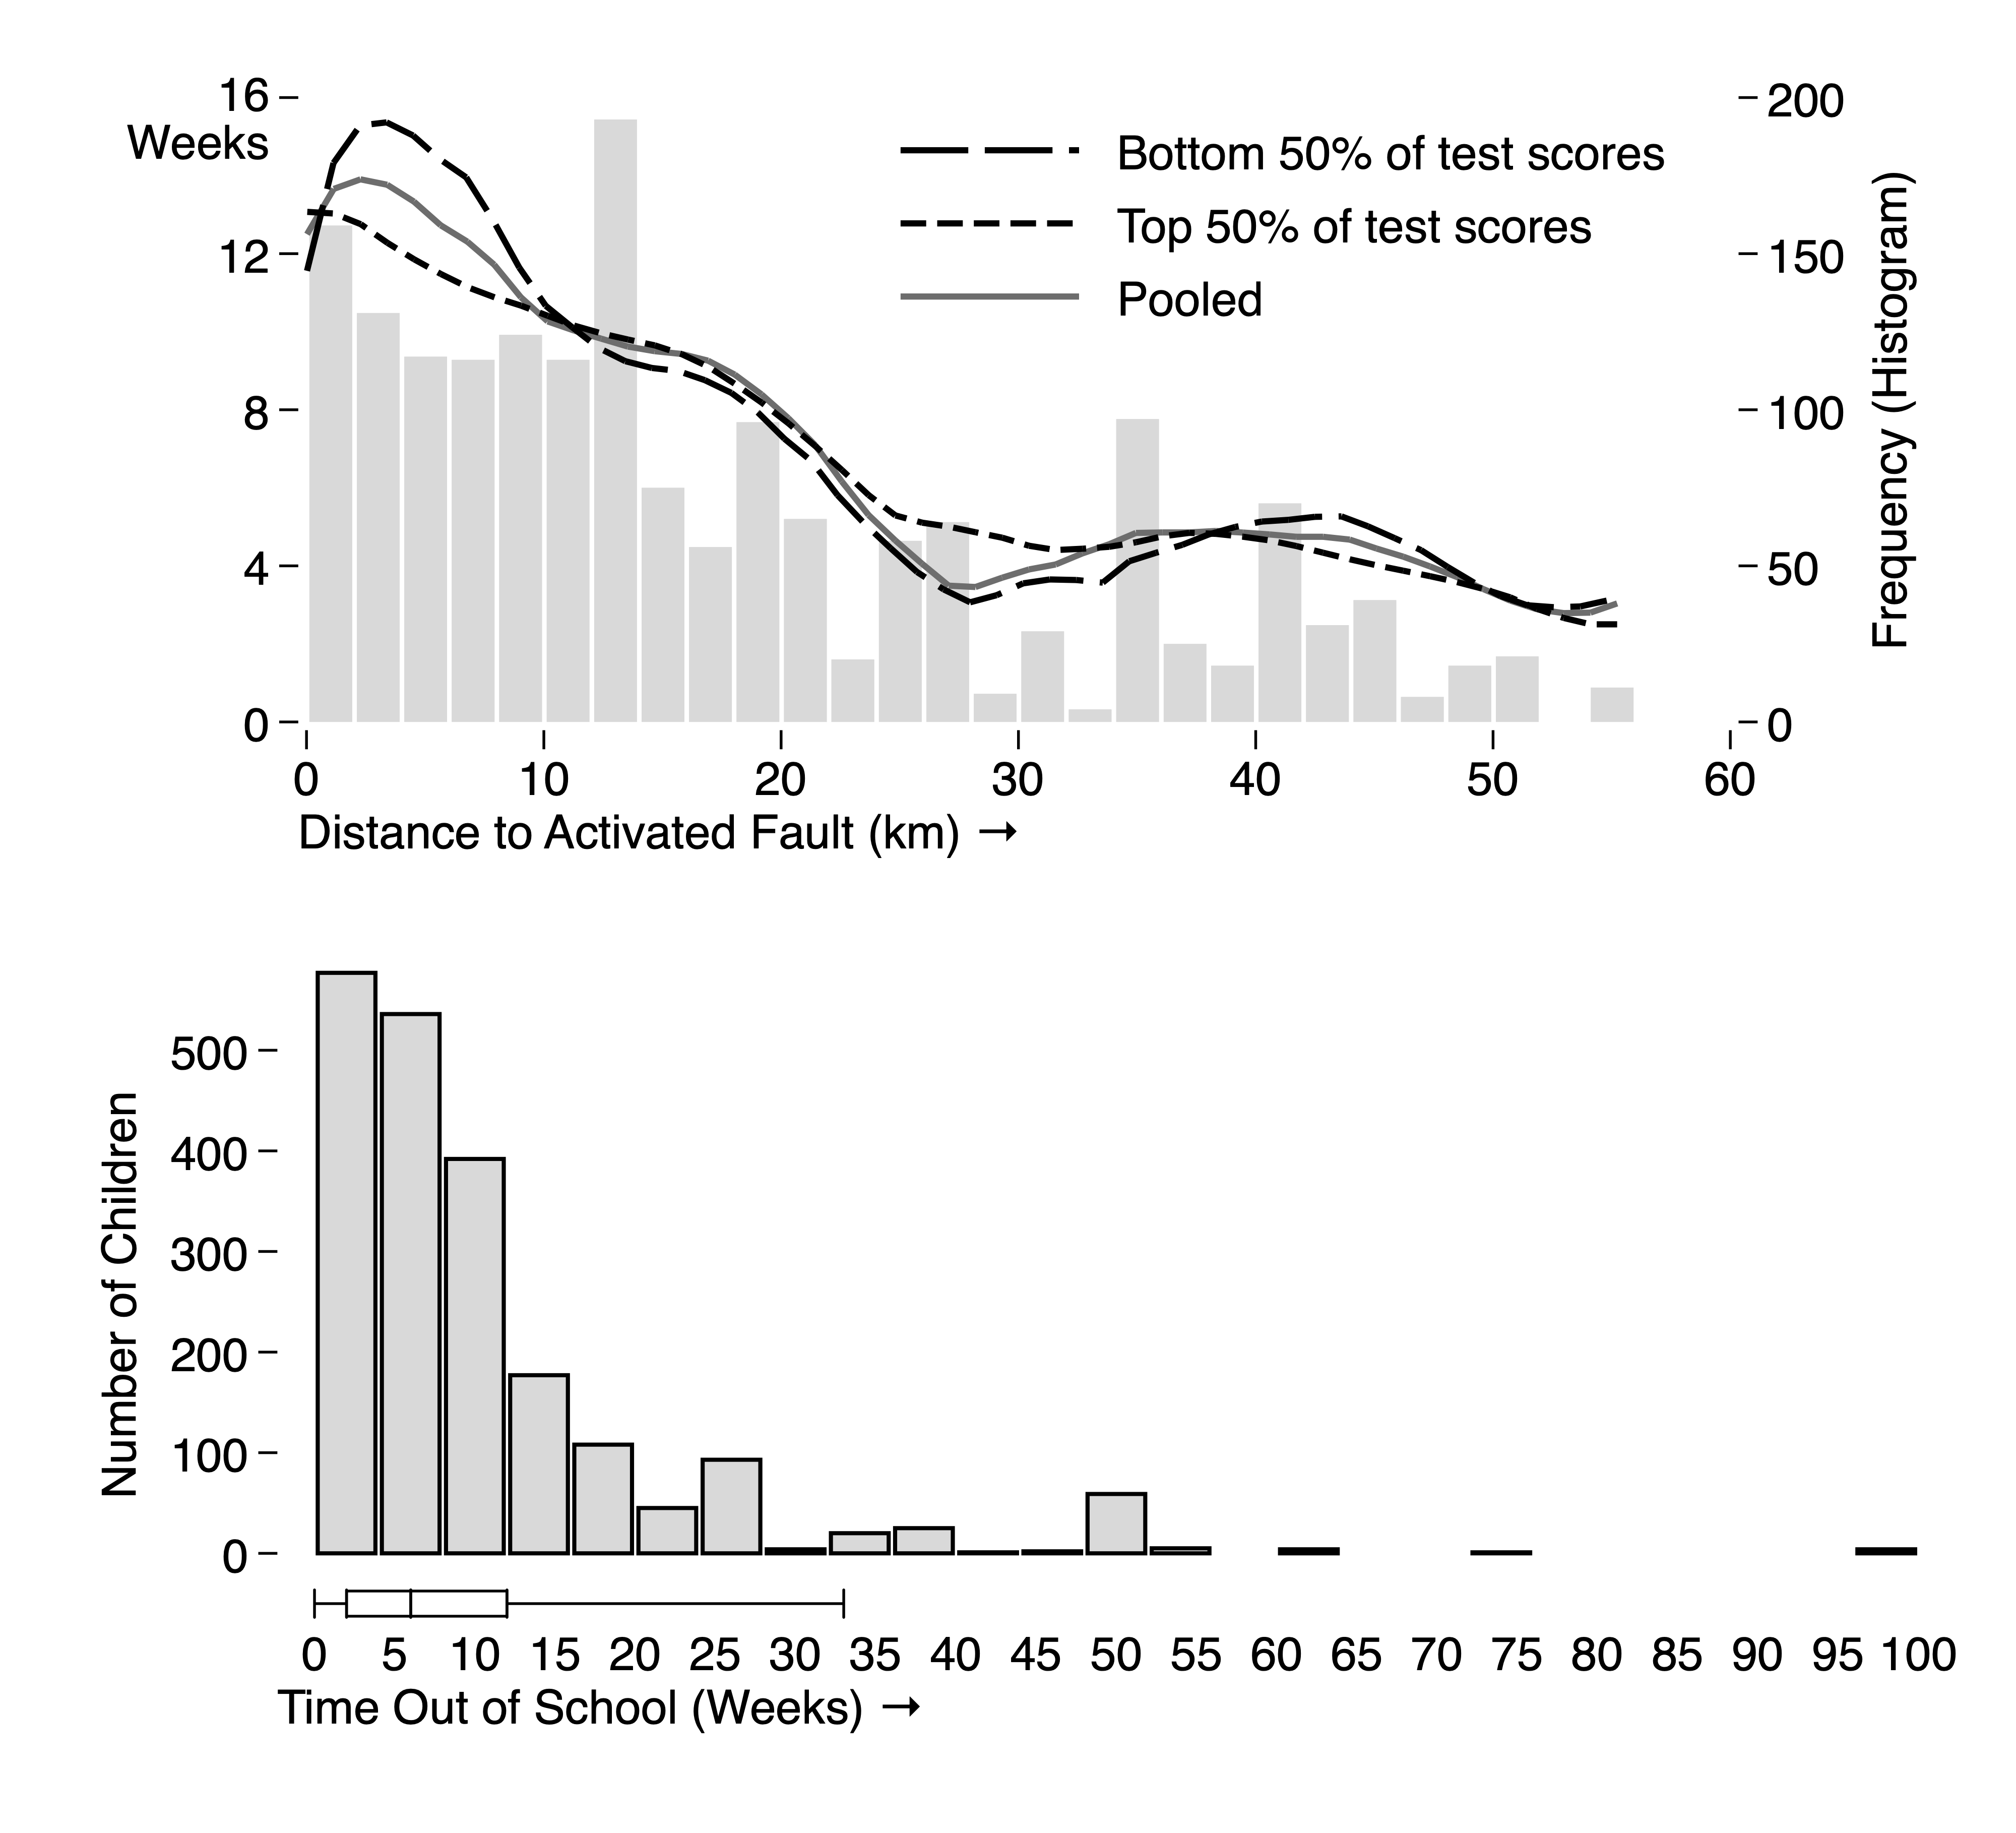 16
Weeks
12
8
4
0
Bottom 50% of test scores
Top 50% of test scores
Pooled
200
150
100
50
0
Frequency (Histogram)
0 10 20 30 40 50 60
Distance to Activated Fault (km) →
Number of Children
500
400
300
200
100
0
0 5 10 15 20 25 30 35 40 45 50 55 60 65 70 75 80 85 90 95 100
Time Out of School (Weeks) →